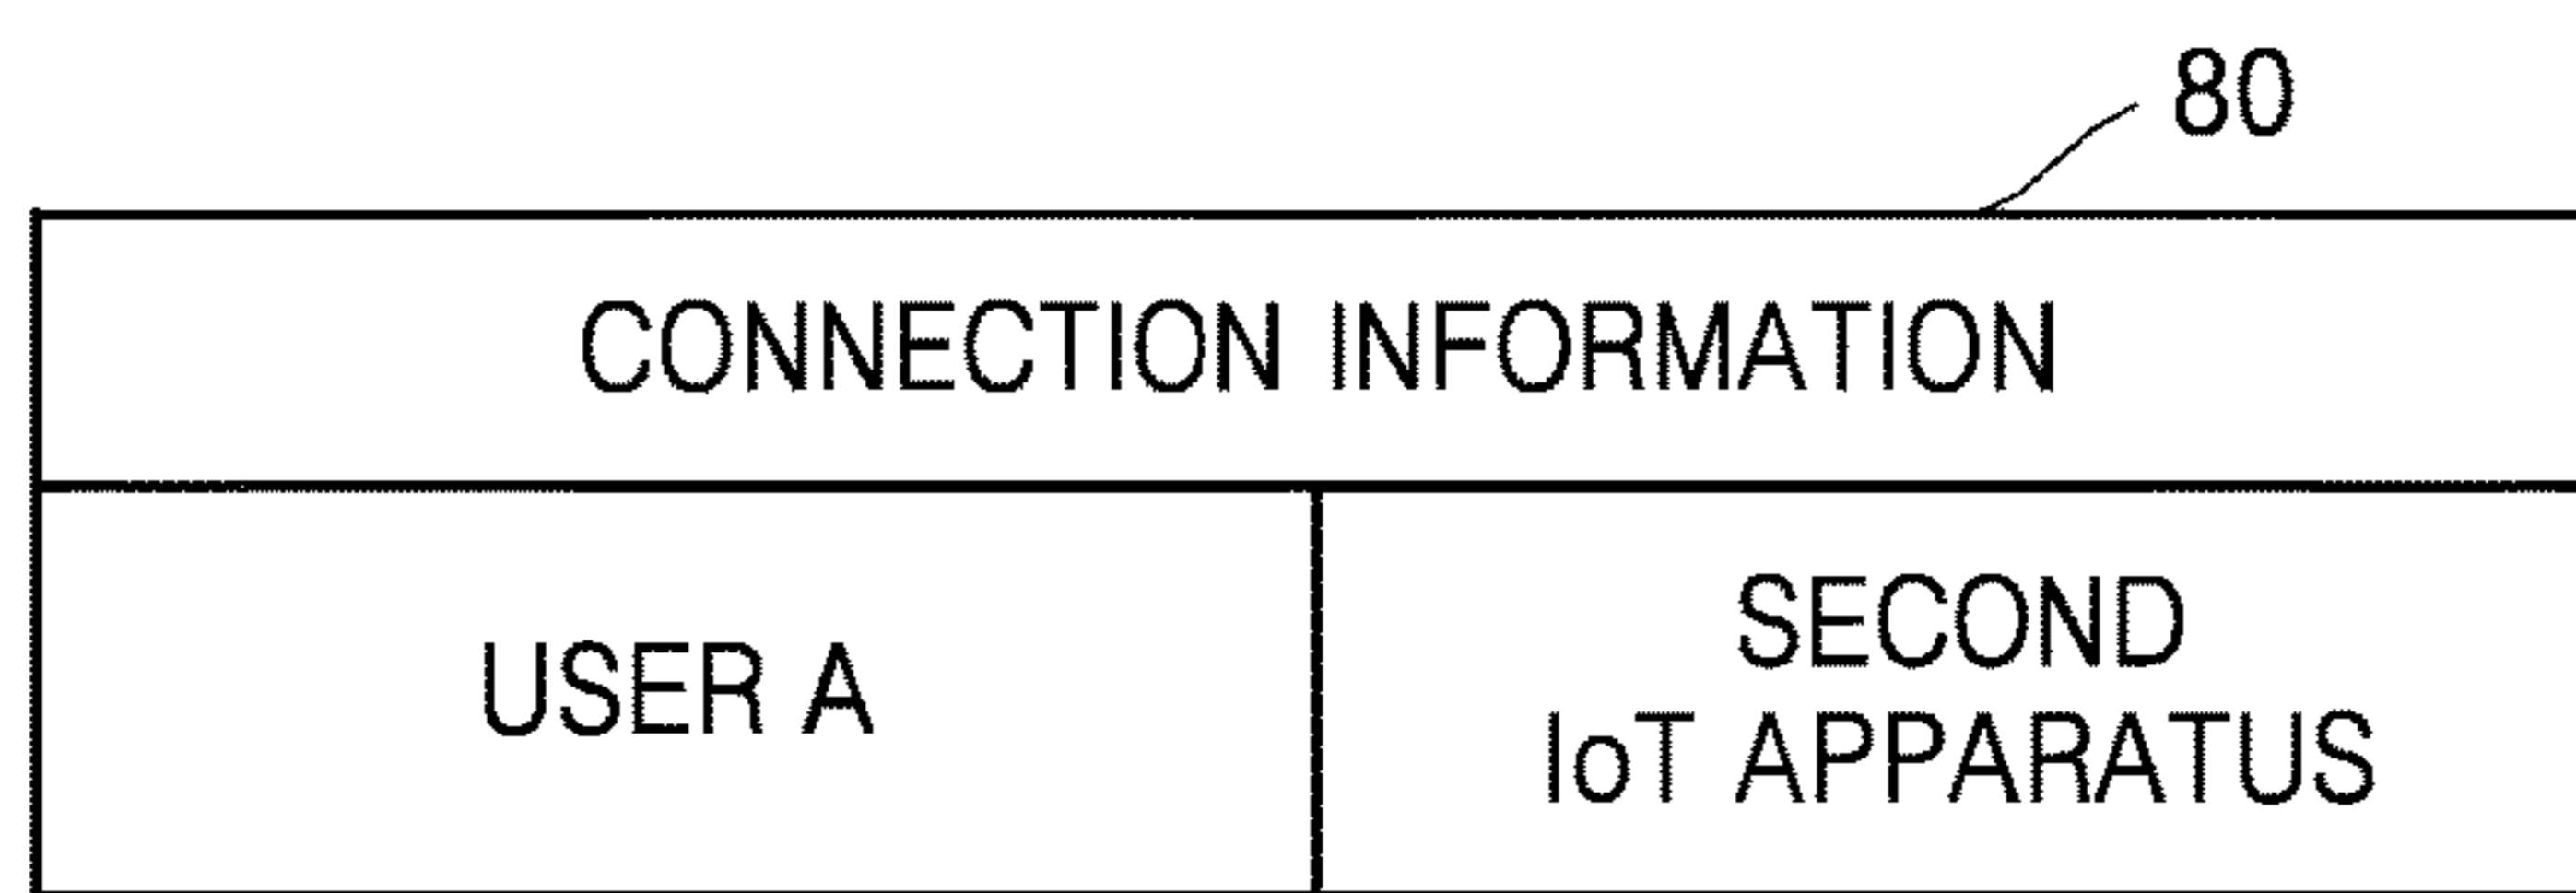 80
CONNECTION INFORMATION
USER A
SECOND
IoT APPARATUS